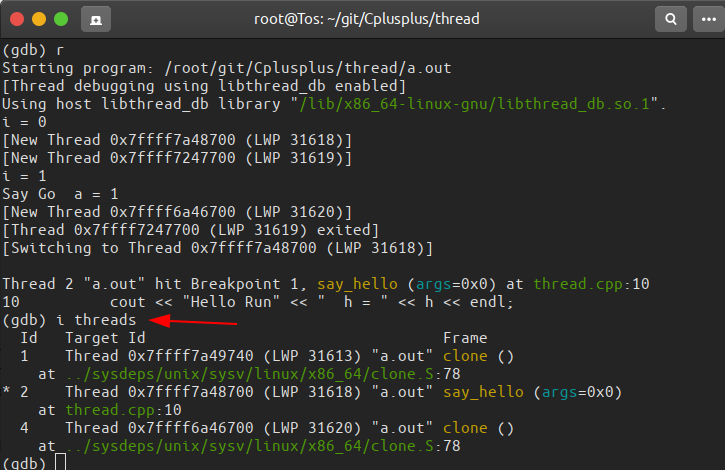 root@Tos: ~/git/Cplusplus/thread
(gdb) r
Starting program: /root/git/Cplusplus/thread/a.out
[Thread debugging using libthread_db enabled]
Using host libthread_db library "/lib/x86_64-linux-gnu/libthread_db.so.1".
i = 0
[New Thread 0x7ffff7a48700 (LWP 31618)]
[New Thread 0x7ffff7247700 (LWP 31619)]
i = 1
Say Go  a = 1
[New Thread 0x7ffff6a46700 (LWP 31620)]
[Thread 0x7ffff7247700 (LWP 31619) exited]
[Switching to Thread 0x7ffff7a48700 (LWP 31618)]
Thread 2 "a.out" hit Breakpoint 1, say_hello (args=0x0) at thread.cpp:10
10          cout << "Hello Run" << "  h = " << h << endl;
(gdb) i threads
  Id   Target Id                                Frame
  1    Thread 0x7ffff7a49740 (LWP 31613) "a.out" clone ()
    at ../sysdeps/unix/sysv/linux/x86_64/clone.S:78
* 2    Thread 0x7ffff7a48700 (LWP 31618) "a.out" say_hello (args=0x0)
    at thread.cpp:10
  4    Thread 0x7ffff6a46700 (LWP 31620) "a.out" clone ()
    at ../sysdeps/unix/sysv/linux/x86_64/clone.S:78
(gdb)